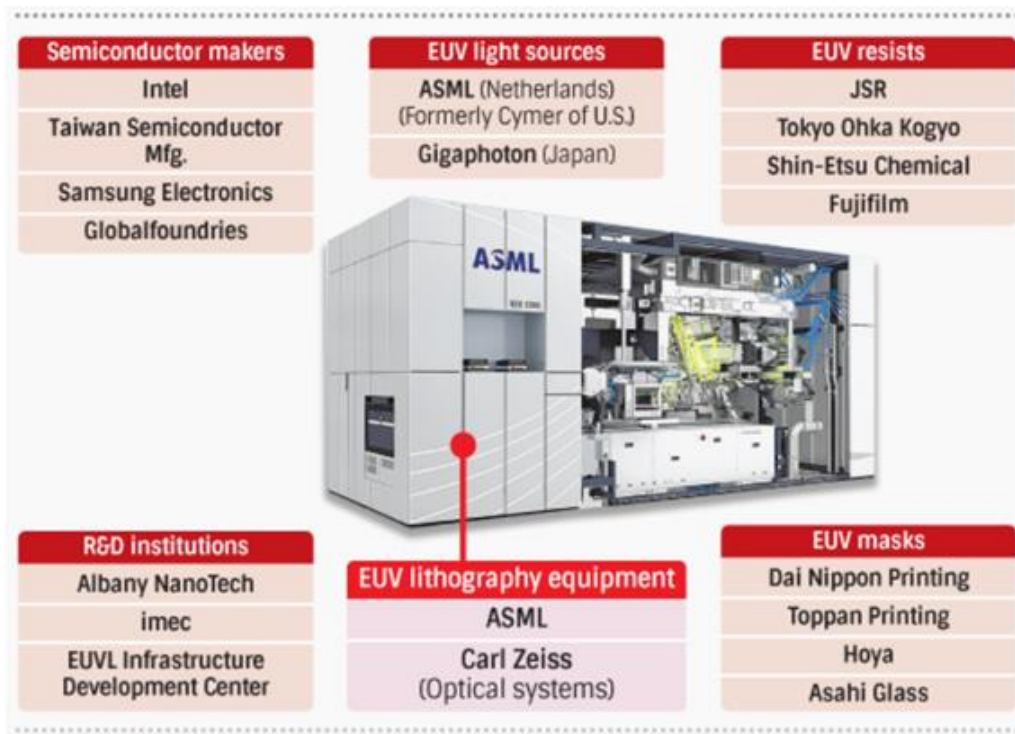 Semiconductor makers
Intel
Taiwan Semiconductor
Mfg.
Samsung Electronics
Globalfoundries
EUV light sources
ASML (Netherlands)
(Formerly Cymer of U.S.)
Gigaphoton (Japan)
EUV resists
JSR
Tokyo Ohka Kogyo
Shin-Etsu Chemical
Fujifilm
ASML
R&D institutions
Albany NanoTech
imec
EUVL Infrastructure
Development Center
EUV lithography equipment
ASML
Carl Zeiss
(Optical systems)
EUV masks
Dai Nippon Printing
Toppan Printing
Hoya
Asahi Glass